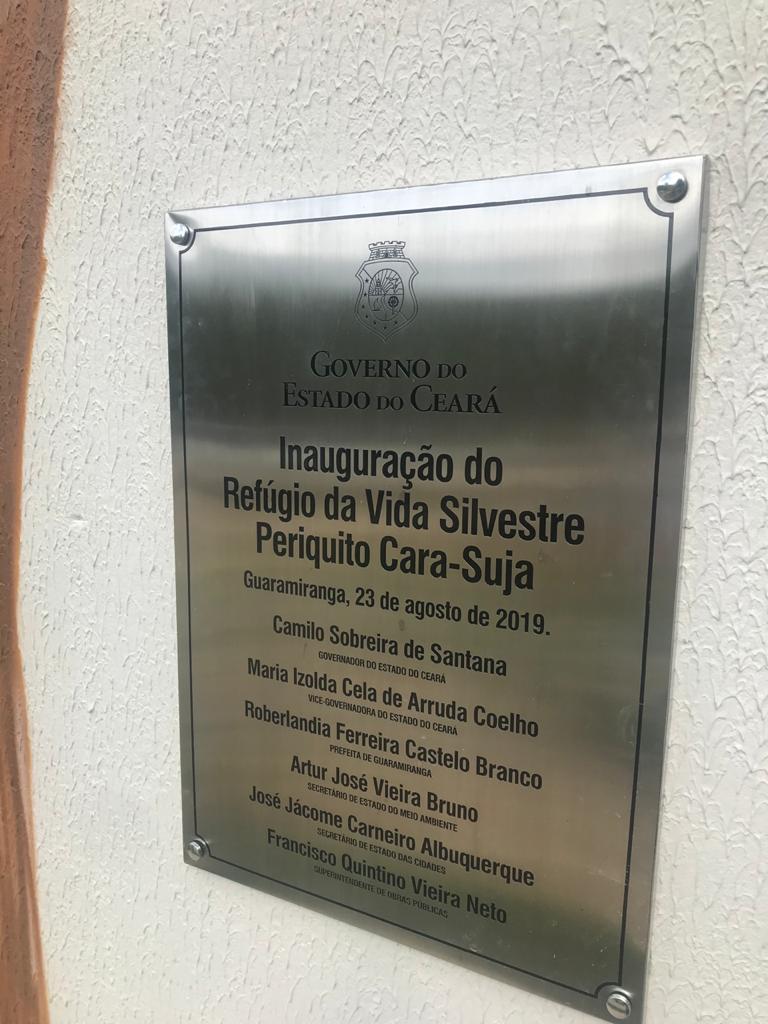 GOVERNO DO
ESTADO DO CEARÁ
Inauguração do
Refúgio da Vida Silvestre
Periquito Cara-Suja
Guaramiranga, 23 de agosto de 2019.
Camilo Sobreira de Santana
GOVERNADOR DO ESTADO DO CEARÁ
Maria Izolda Cela de Arruda Coelho
VICE-GOVERNADORA DO ESTADO DO CEARÁ
Roberlandia Ferreira Castelo Branco
PREFEITA DE GUARAMIRANGA
Artur José Vieira Bruno
SECRETÁRIO DE ESTADO DO MEIO AMBIENTE
José Jácome Carneiro Albuquerque
SECRETÁRIO DE ESTADO DAS CIDADES
Francisco Quintino Vieira Neto
SUPERINTENDENTE DE OBRAS PÚBLICAS